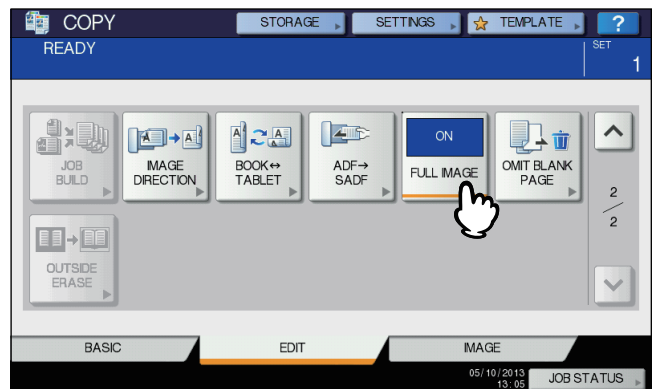 COPY
STORAGE
SETTINGS
TEMPLATE
?
READY
SET
1
JOB
BUILD
A
A
IMAGE
DIRECTION
A
A
BOOK↔
TABLET
ADF→
SADF
ON
FULL IMAGE
OMIT BLANK
PAGE
2
2
OUTSIDE
ERASE
BASIC
EDIT
IMAGE
05/10/2013
13:05
JOB STATUS